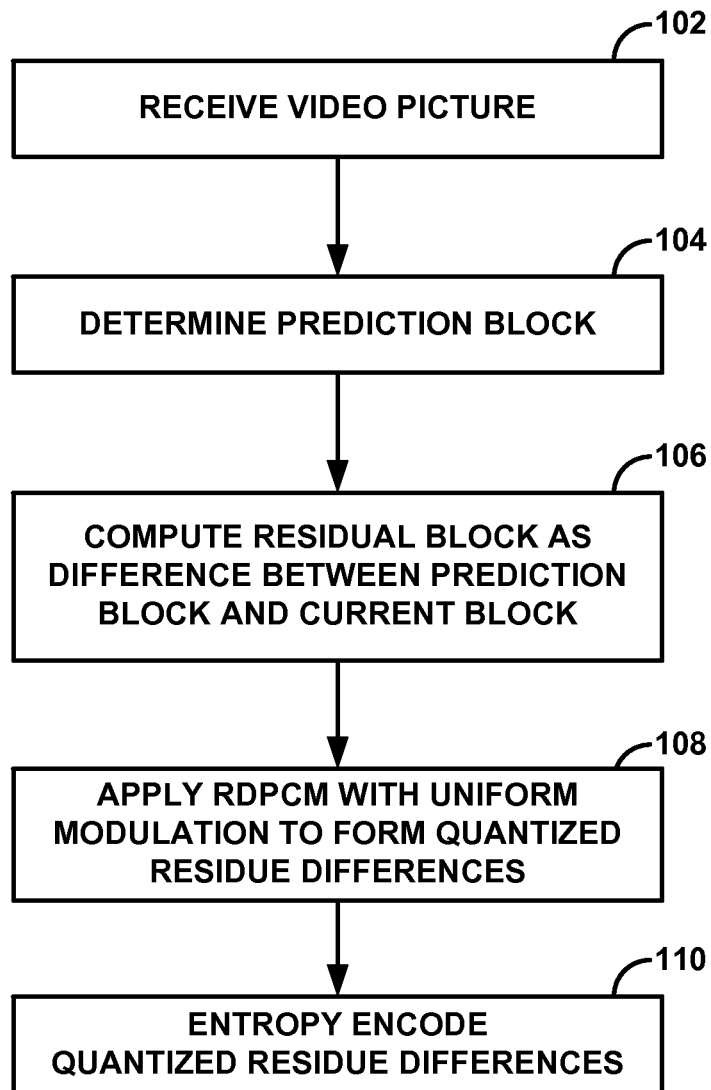 102
RECEIVE VIDEO PICTURE
104
DETERMINE PREDICTION BLOCK
106
COMPUTE RESIDUAL BLOCK AS
DIFFERENCE BETWEEN PREDICTION
BLOCK AND CURRENT BLOCK
108
APPLY RDPCM WITH UNIFORM
MODULATION TO FORM QUANTIZED
RESIDUE DIFFERENCES
110
ENTROPY ENCODE
QUANTIZED RESIDUE DIFFERENCES